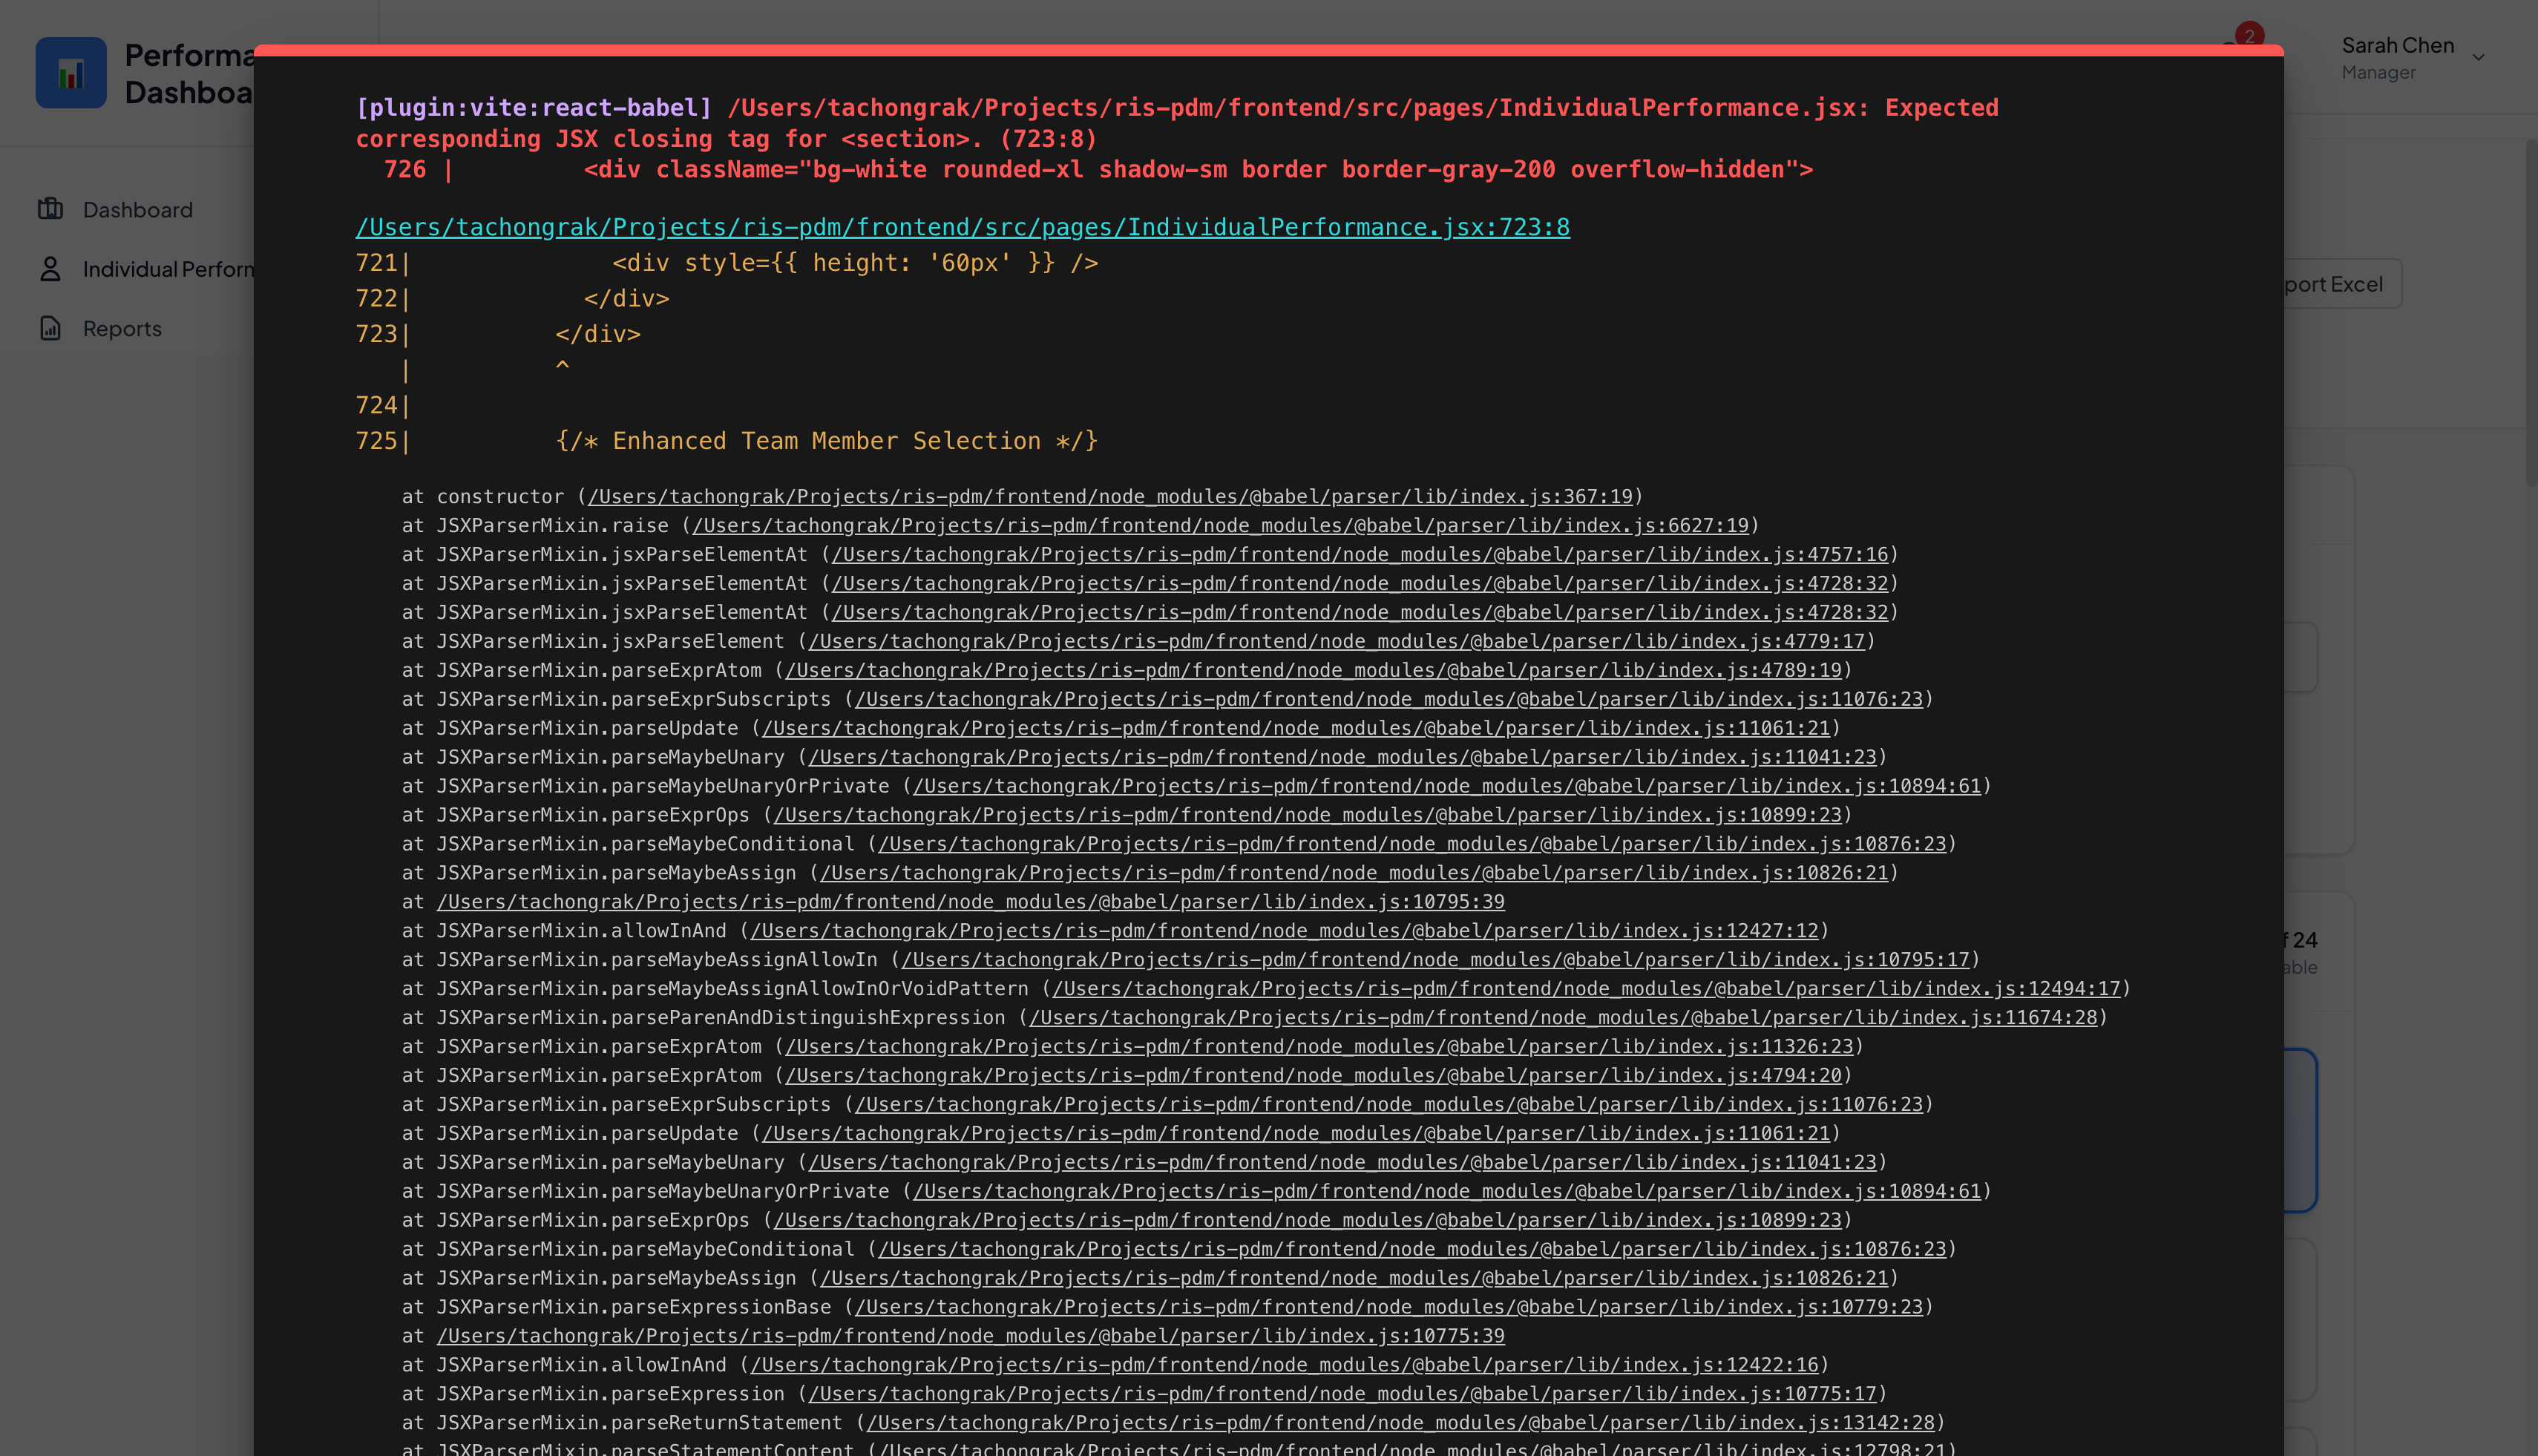 Performa
Dashboa
2
Sarah Chen
Manager
Dashboard
Individual Perform
Reports
port Excel
f 24
able
[plugin:vite:react-babel] /Users/tachongrak/Projects/ris-pdm/frontend/src/pages/IndividualPerformance.jsx: Expected
corresponding JSX closing tag for <section>. (723:8)
  726 |         <div className="bg-white rounded-xl shadow-sm border border-gray-200 overflow-hidden">
/Users/tachongrak/Projects/ris-pdm/frontend/src/pages/IndividualPerformance.jsx:723:8
721|              <div style={{ height: '60px' }} />
722|            </div>
723|          </div>
   |          ^
724|
725|          {/* Enhanced Team Member Selection */}
at constructor (/Users/tachongrak/Projects/ris-pdm/frontend/node_modules/@babel/parser/lib/index.js:367:19)
at JSXParserMixin.raise (/Users/tachongrak/Projects/ris-pdm/frontend/node_modules/@babel/parser/lib/index.js:6627:19)
at JSXParserMixin.jsxParseElementAt (/Users/tachongrak/Projects/ris-pdm/frontend/node_modules/@babel/parser/lib/index.js:4757:16)
at JSXParserMixin.jsxParseElementAt (/Users/tachongrak/Projects/ris-pdm/frontend/node_modules/@babel/parser/lib/index.js:4728:32)
at JSXParserMixin.jsxParseElementAt (/Users/tachongrak/Projects/ris-pdm/frontend/node_modules/@babel/parser/lib/index.js:4728:32)
at JSXParserMixin.jsxParseElement (/Users/tachongrak/Projects/ris-pdm/frontend/node_modules/@babel/parser/lib/index.js:4779:17)
at JSXParserMixin.parseExprAtom (/Users/tachongrak/Projects/ris-pdm/frontend/node_modules/@babel/parser/lib/index.js:4789:19)
at JSXParserMixin.parseExprSubscripts (/Users/tachongrak/Projects/ris-pdm/frontend/node_modules/@babel/parser/lib/index.js:11076:23)
at JSXParserMixin.parseUpdate (/Users/tachongrak/Projects/ris-pdm/frontend/node_modules/@babel/parser/lib/index.js:11061:21)
at JSXParserMixin.parseMaybeUnary (/Users/tachongrak/Projects/ris-pdm/frontend/node_modules/@babel/parser/lib/index.js:11041:23)
at JSXParserMixin.parseMaybeUnaryOrPrivate (/Users/tachongrak/Projects/ris-pdm/frontend/node_modules/@babel/parser/lib/index.js:10894:61)
at JSXParserMixin.parseExprOps (/Users/tachongrak/Projects/ris-pdm/frontend/node_modules/@babel/parser/lib/index.js:10899:23)
at JSXParserMixin.parseMaybeConditional (/Users/tachongrak/Projects/ris-pdm/frontend/node_modules/@babel/parser/lib/index.js:10876:23)
at JSXParserMixin.parseMaybeAssign (/Users/tachongrak/Projects/ris-pdm/frontend/node_modules/@babel/parser/lib/index.js:10826:21)
at /Users/tachongrak/Projects/ris-pdm/frontend/node_modules/@babel/parser/lib/index.js:10795:39
at JSXParserMixin.allowInAnd (/Users/tachongrak/Projects/ris-pdm/frontend/node_modules/@babel/parser/lib/index.js:12427:12)
at JSXParserMixin.parseMaybeAssignAllowIn (/Users/tachongrak/Projects/ris-pdm/frontend/node_modules/@babel/parser/lib/index.js:10795:17)
at JSXParserMixin.parseMaybeAssignAllowInOrVoidPattern (/Users/tachongrak/Projects/ris-pdm/frontend/node_modules/@babel/parser/lib/index.js:12494:17)
at JSXParserMixin.parseParenAndDistinguishExpression (/Users/tachongrak/Projects/ris-pdm/frontend/node_modules/@babel/parser/lib/index.js:11674:28)
at JSXParserMixin.parseExprAtom (/Users/tachongrak/Projects/ris-pdm/frontend/node_modules/@babel/parser/lib/index.js:11326:23)
at JSXParserMixin.parseExprAtom (/Users/tachongrak/Projects/ris-pdm/frontend/node_modules/@babel/parser/lib/index.js:4794:20)
at JSXParserMixin.parseExprSubscripts (/Users/tachongrak/Projects/ris-pdm/frontend/node_modules/@babel/parser/lib/index.js:11076:23)
at JSXParserMixin.parseUpdate (/Users/tachongrak/Projects/ris-pdm/frontend/node_modules/@babel/parser/lib/index.js:11061:21)
at JSXParserMixin.parseMaybeUnary (/Users/tachongrak/Projects/ris-pdm/frontend/node_modules/@babel/parser/lib/index.js:11041:23)
at JSXParserMixin.parseMaybeUnaryOrPrivate (/Users/tachongrak/Projects/ris-pdm/frontend/node_modules/@babel/parser/lib/index.js:10894:61)
at JSXParserMixin.parseExprOps (/Users/tachongrak/Projects/ris-pdm/frontend/node_modules/@babel/parser/lib/index.js:10899:23)
at JSXParserMixin.parseMaybeConditional (/Users/tachongrak/Projects/ris-pdm/frontend/node_modules/@babel/parser/lib/index.js:10876:23)
at JSXParserMixin.parseMaybeAssign (/Users/tachongrak/Projects/ris-pdm/frontend/node_modules/@babel/parser/lib/index.js:10826:21)
at JSXParserMixin.parseExpressionBase (/Users/tachongrak/Projects/ris-pdm/frontend/node_modules/@babel/parser/lib/index.js:10779:23)
at /Users/tachongrak/Projects/ris-pdm/frontend/node_modules/@babel/parser/lib/index.js:10775:39
at JSXParserMixin.allowInAnd (/Users/tachongrak/Projects/ris-pdm/frontend/node_modules/@babel/parser/lib/index.js:12422:16)
at JSXParserMixin.parseExpression (/Users/tachongrak/Projects/ris-pdm/frontend/node_modules/@babel/parser/lib/index.js:10775:17)
at JSXParserMixin.parseReturnStatement (/Users/tachongrak/Projects/ris-pdm/frontend/node_modules/@babel/parser/lib/index.js:13142:28)
at JSXParserMixin.parseStatementContent (/Users/tachongrak/Projects/ris-pdm/frontend/node_modules/@babel/parser/lib/index.js:12798:21)